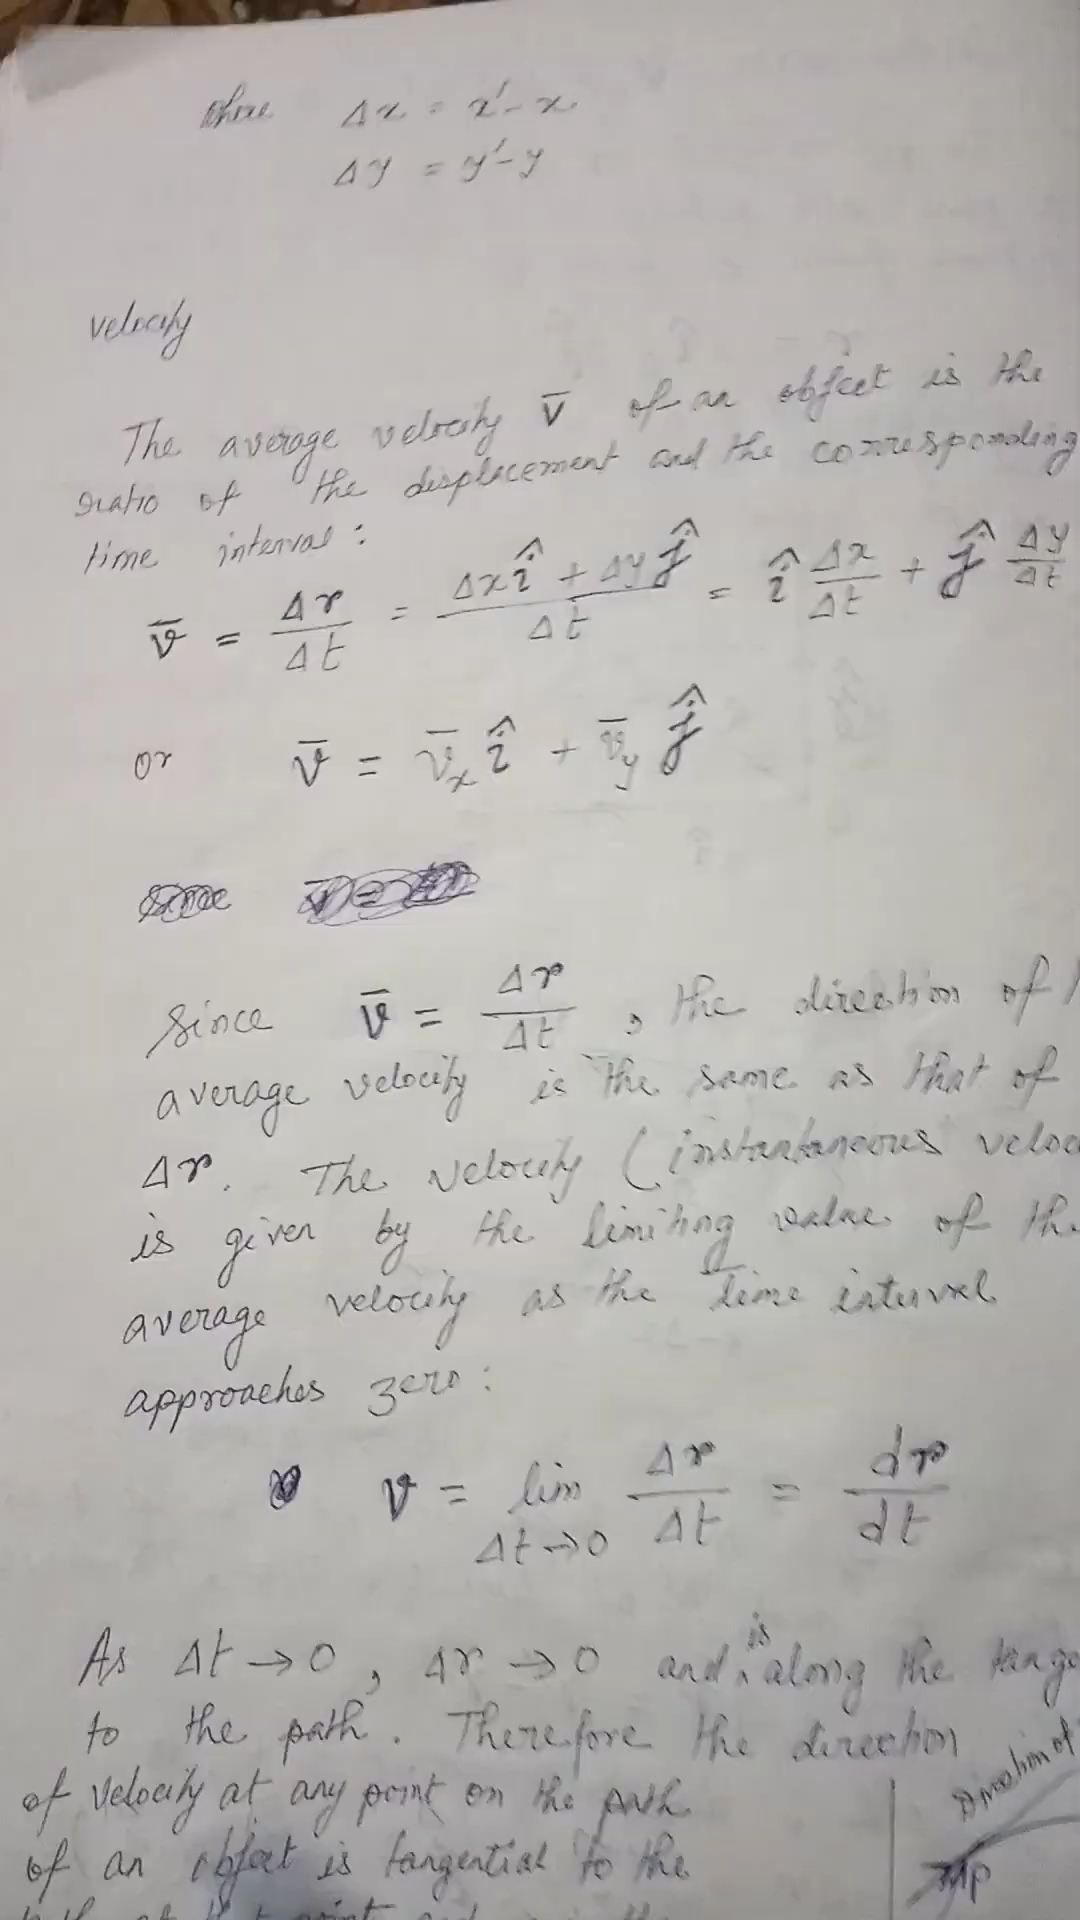 where Δx = x' - x
Δy = y' - y
velocity
The average velocity v̄ of an object is the
ratio of the displacement and the corresponding
time interval :
v̄ = Δr/Δt = (Δx î + Δy ĵ)/Δt = î Δx/Δt + ĵ Δy/Δt
or v̄ = v̄ₓ î + v̄_y ĵ
Since v̄ = Δr/Δt , the direction of
average velocity is the same as that of
Δr. The velocity (instantaneous veloc
is given by the limiting value of the
average velocity as the time interval
approaches zero :
v = lim Δt→0 Δr/Δt = dr/dt
As Δt → 0 , Δr → 0 and is along the tange
to the path. Therefore the direction
of velocity at any point on the path
of an object is tangential to the
Direction of
P